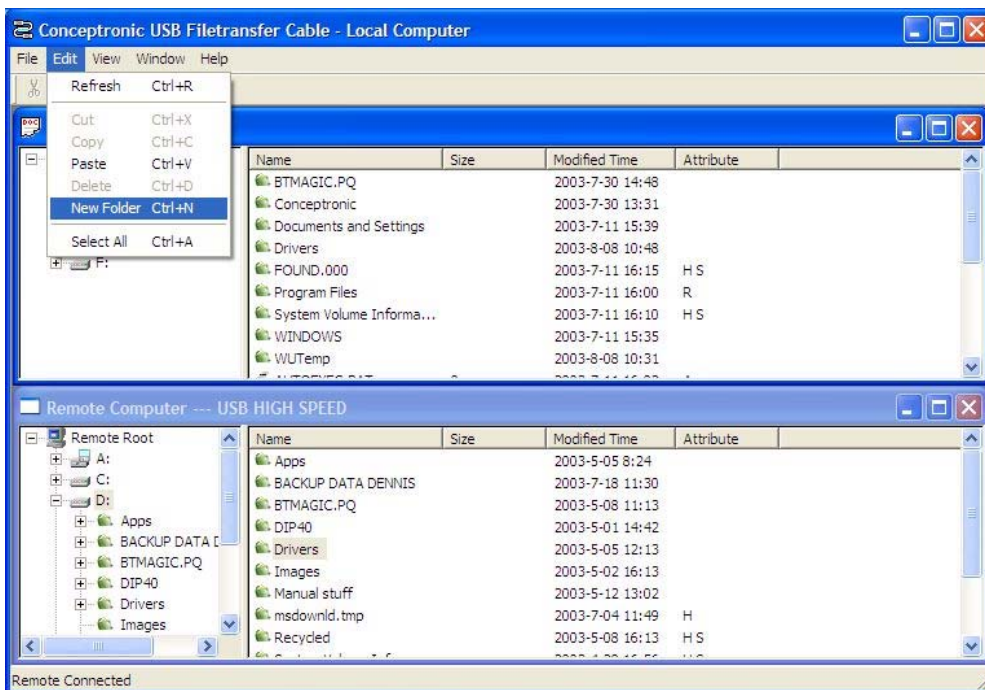 Conceptronic USB Filetransfer Cable - Local Computer
File Edit View Window Help
Refresh Ctrl+R
Cut Ctrl+X
Copy Ctrl+C
Paste Ctrl+V
Delete Ctrl+D
New Folder Ctrl+N
Select All Ctrl+A
F:
DOC
Name Size Modified Time Attribute
BTMAGIC.PQ 2003-7-30 14:48
Conceptronic 2003-7-30 13:31
Documents and Settings 2003-7-11 15:39
Drivers 2003-8-08 10:48
FOUND.000 2003-7-11 16:15 H S
Program Files 2003-7-11 16:00 R
System Volume Informa... 2003-7-11 16:10 H S
WINDOWS 2003-7-11 15:35
WUTemp 2003-8-08 10:31
Remote Computer --- USB HIGH SPEED
Remote Root
A:
C:
D:
Apps
BACKUP DATA
BTMAGIC.PQ
DIP40
Drivers
Images
Name Size Modified Time Attribute
Apps 2003-5-05 8:24
BACKUP DATA DENNIS 2003-7-18 11:30
BTMAGIC.PQ 2003-5-08 11:13
DIP40 2003-5-01 14:42
Drivers 2003-5-05 12:13
Images 2003-5-02 16:13
Manual stuff 2003-5-12 13:02
msdownld.tmp 2003-7-04 11:49 H
Recycled 2003-5-08 16:13 H S
Remote Connected